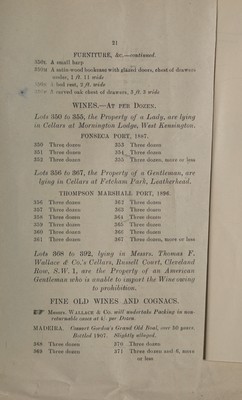 21
FURNITURE, &c.—continued.
A small harp
A satin-wood bookcase with glazed doors, chest of drawers under, 1 ft. 11 wide
A bed rest, 2 ft. wide
A carved oak chest of drawers, 3 ft. 3 wide
WINES.—AT PER DOZEN.
Lots 350 to 355, the Property of a Lady, are lying
in Cellars at Mornington Lodge, West Kensington.
FONSECA PORT, 1887.
350 Three dozen 353 Three dozen
351 Three dozen 354 Three dozen
352 Three dozen 355 Three dozen, more or less
Lots 356 to 367, the Property of a Gentleman, are
lying in Cellars at Fetcham Park, Leatherhead.
THOMPSON MARSHALL PORT, 1896.
356 Three dozen 362 Three dozen
357 Three dozen 363 Three dozen
358 Three dozen 364 Three dozen
359 Three dozen 365 Three dozen
360 Three dozen 366 Three dozen
361 Three dozen 367 Three dozen, more or less
Lots 368 to 392, lying in Messrs. Thomas F.
Wallace & Co.'s Cellars, Russell Court, Cleveland
Row, S.W. 1, are the Property of an American
Gentleman who is unable to import the Wine owing
to prohibition.
FINE OLD WINES AND COGNACS.
Messrs. WALLACE & Co. will undertake Packing in non-
returnable cases at 4/- per Dozen.
MADEIRA. Cossart Gordon's Grand Old Boal, over 80 years
Bottled 1907. Slightly ullaged.
368 Three dozen 370 Three dozen
369 Three dozen 371 Three dozen and 6, more
or less